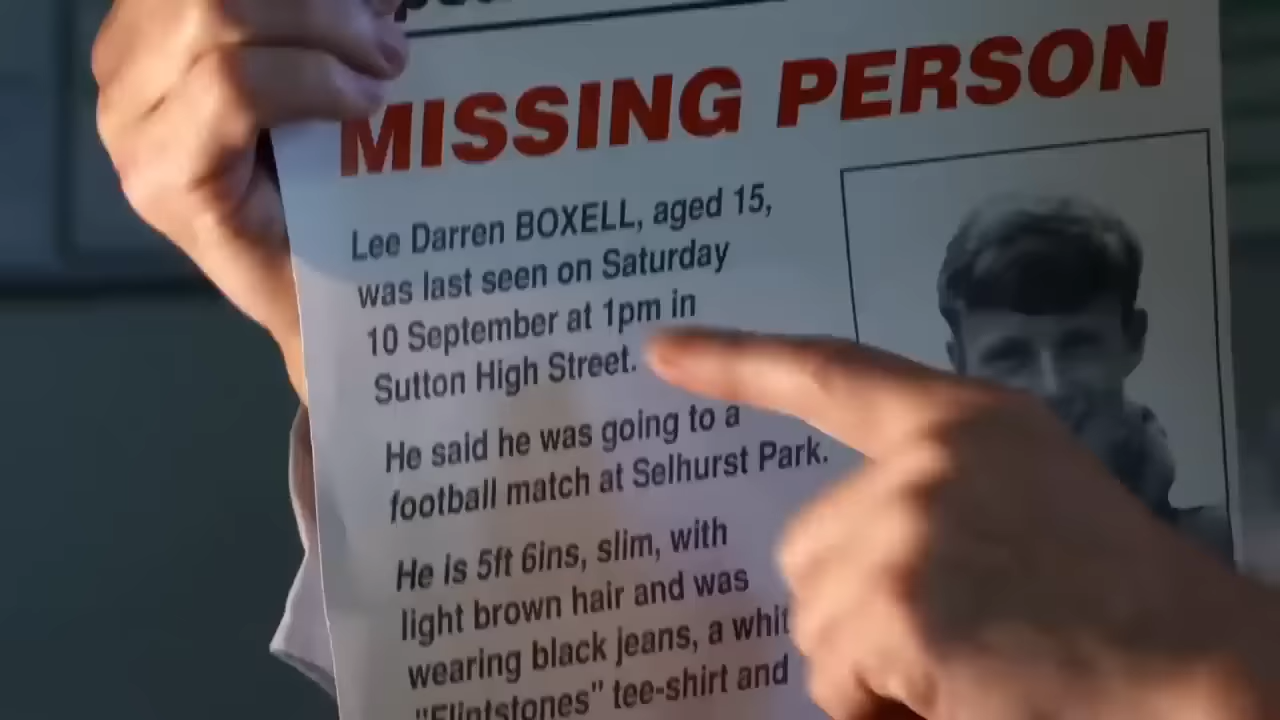 MISSING PERSON
Lee Darren BOXELL, aged 15,
was last seen on Saturday
10 September at 1pm in
Sutton High Street.
He said he was going to a
football match at Selhurst Park.
He is 5ft 6ins, slim, with
light brown hair and was
wearing black jeans, a whit
"Flintstones" tee-shirt and